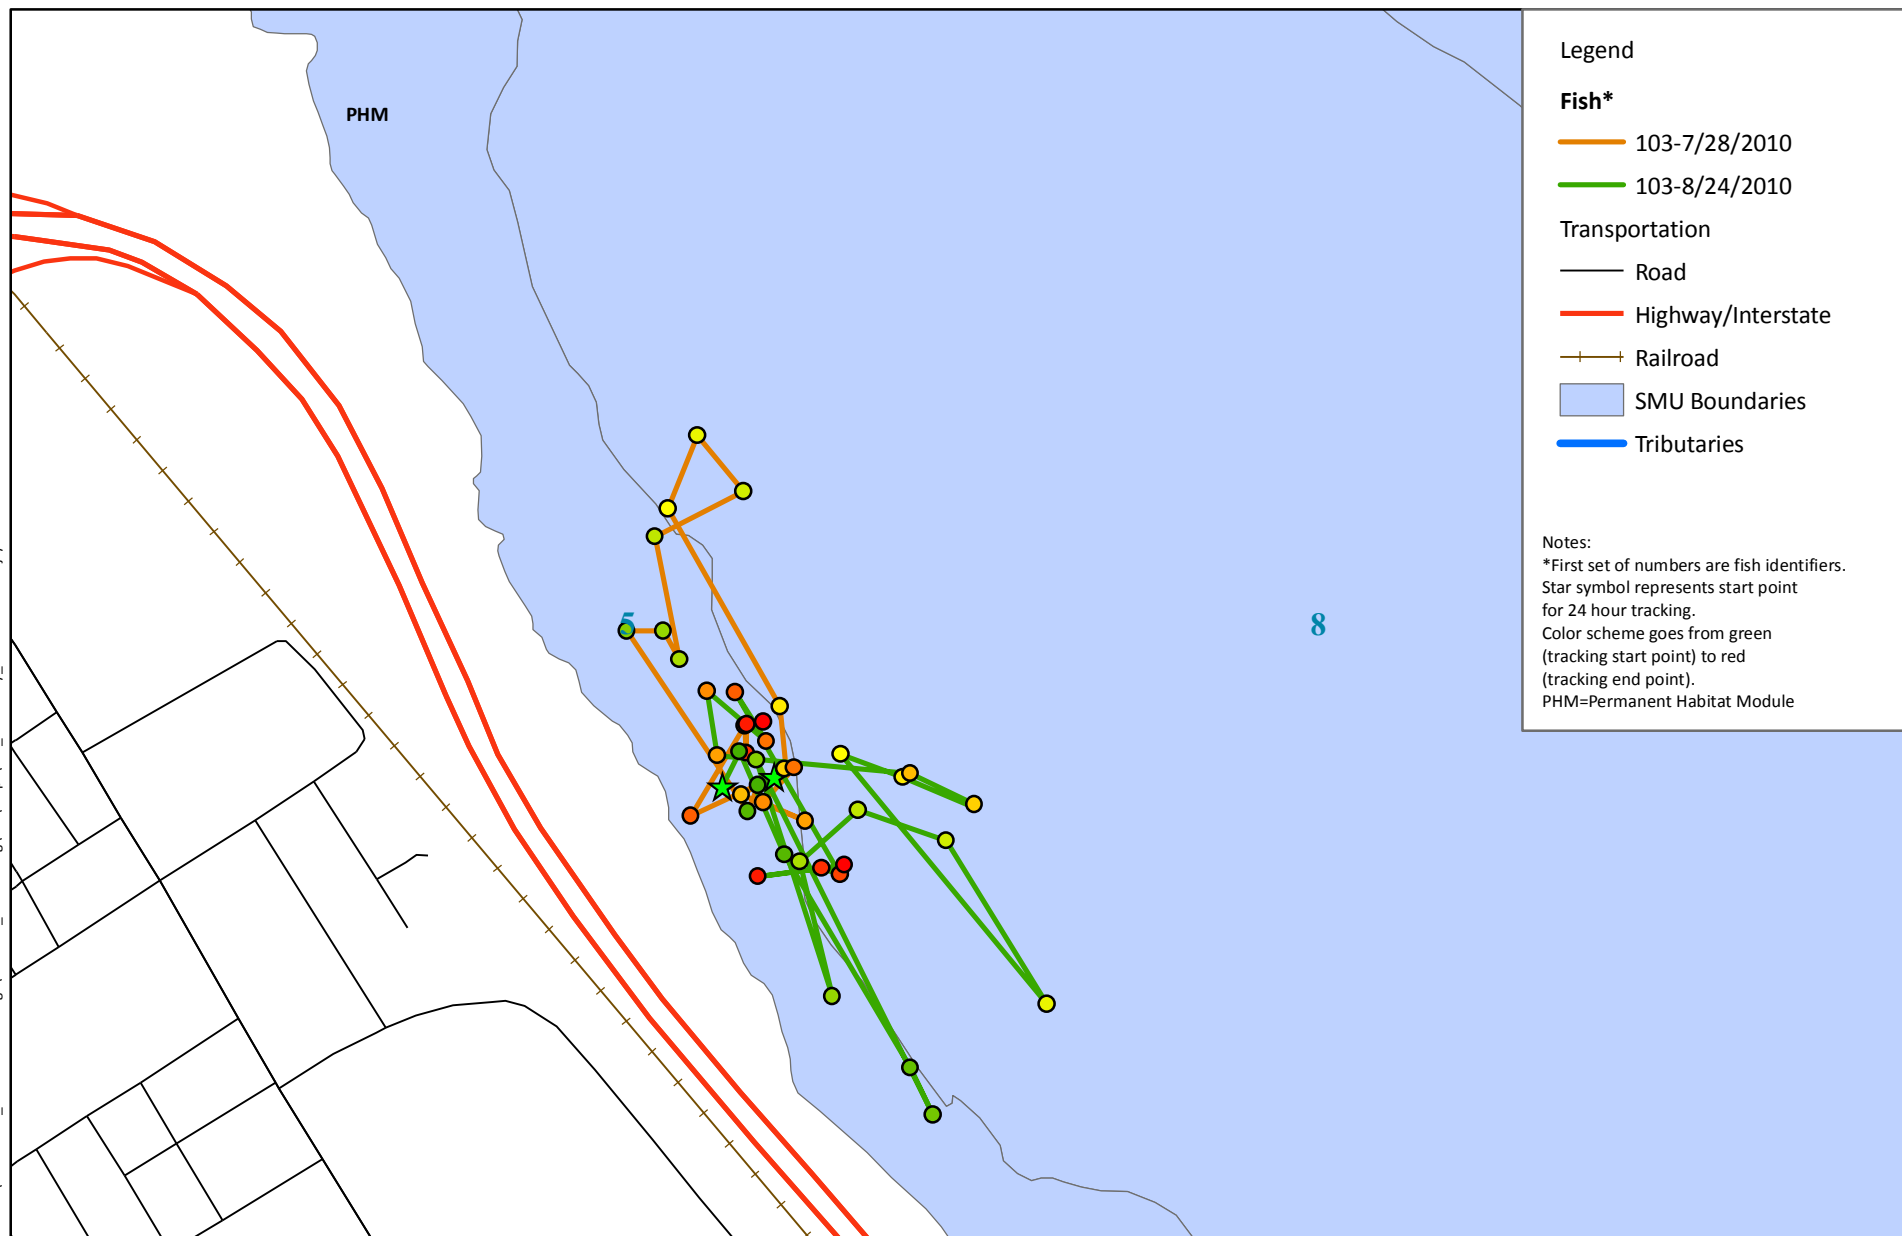 PHM
5
8
Legend
Fish*
103-7/28/2010
103-8/24/2010
Transportation
Road
Highway/Interstate
Railroad
SMU Boundaries
Tributaries
Notes:
*First set of numbers are fish identifiers.
Star symbol represents start point
for 24 hour tracking.
Color scheme goes from green
(tracking start point) to red
(tracking end point).
PHM=Permanent Habitat Module